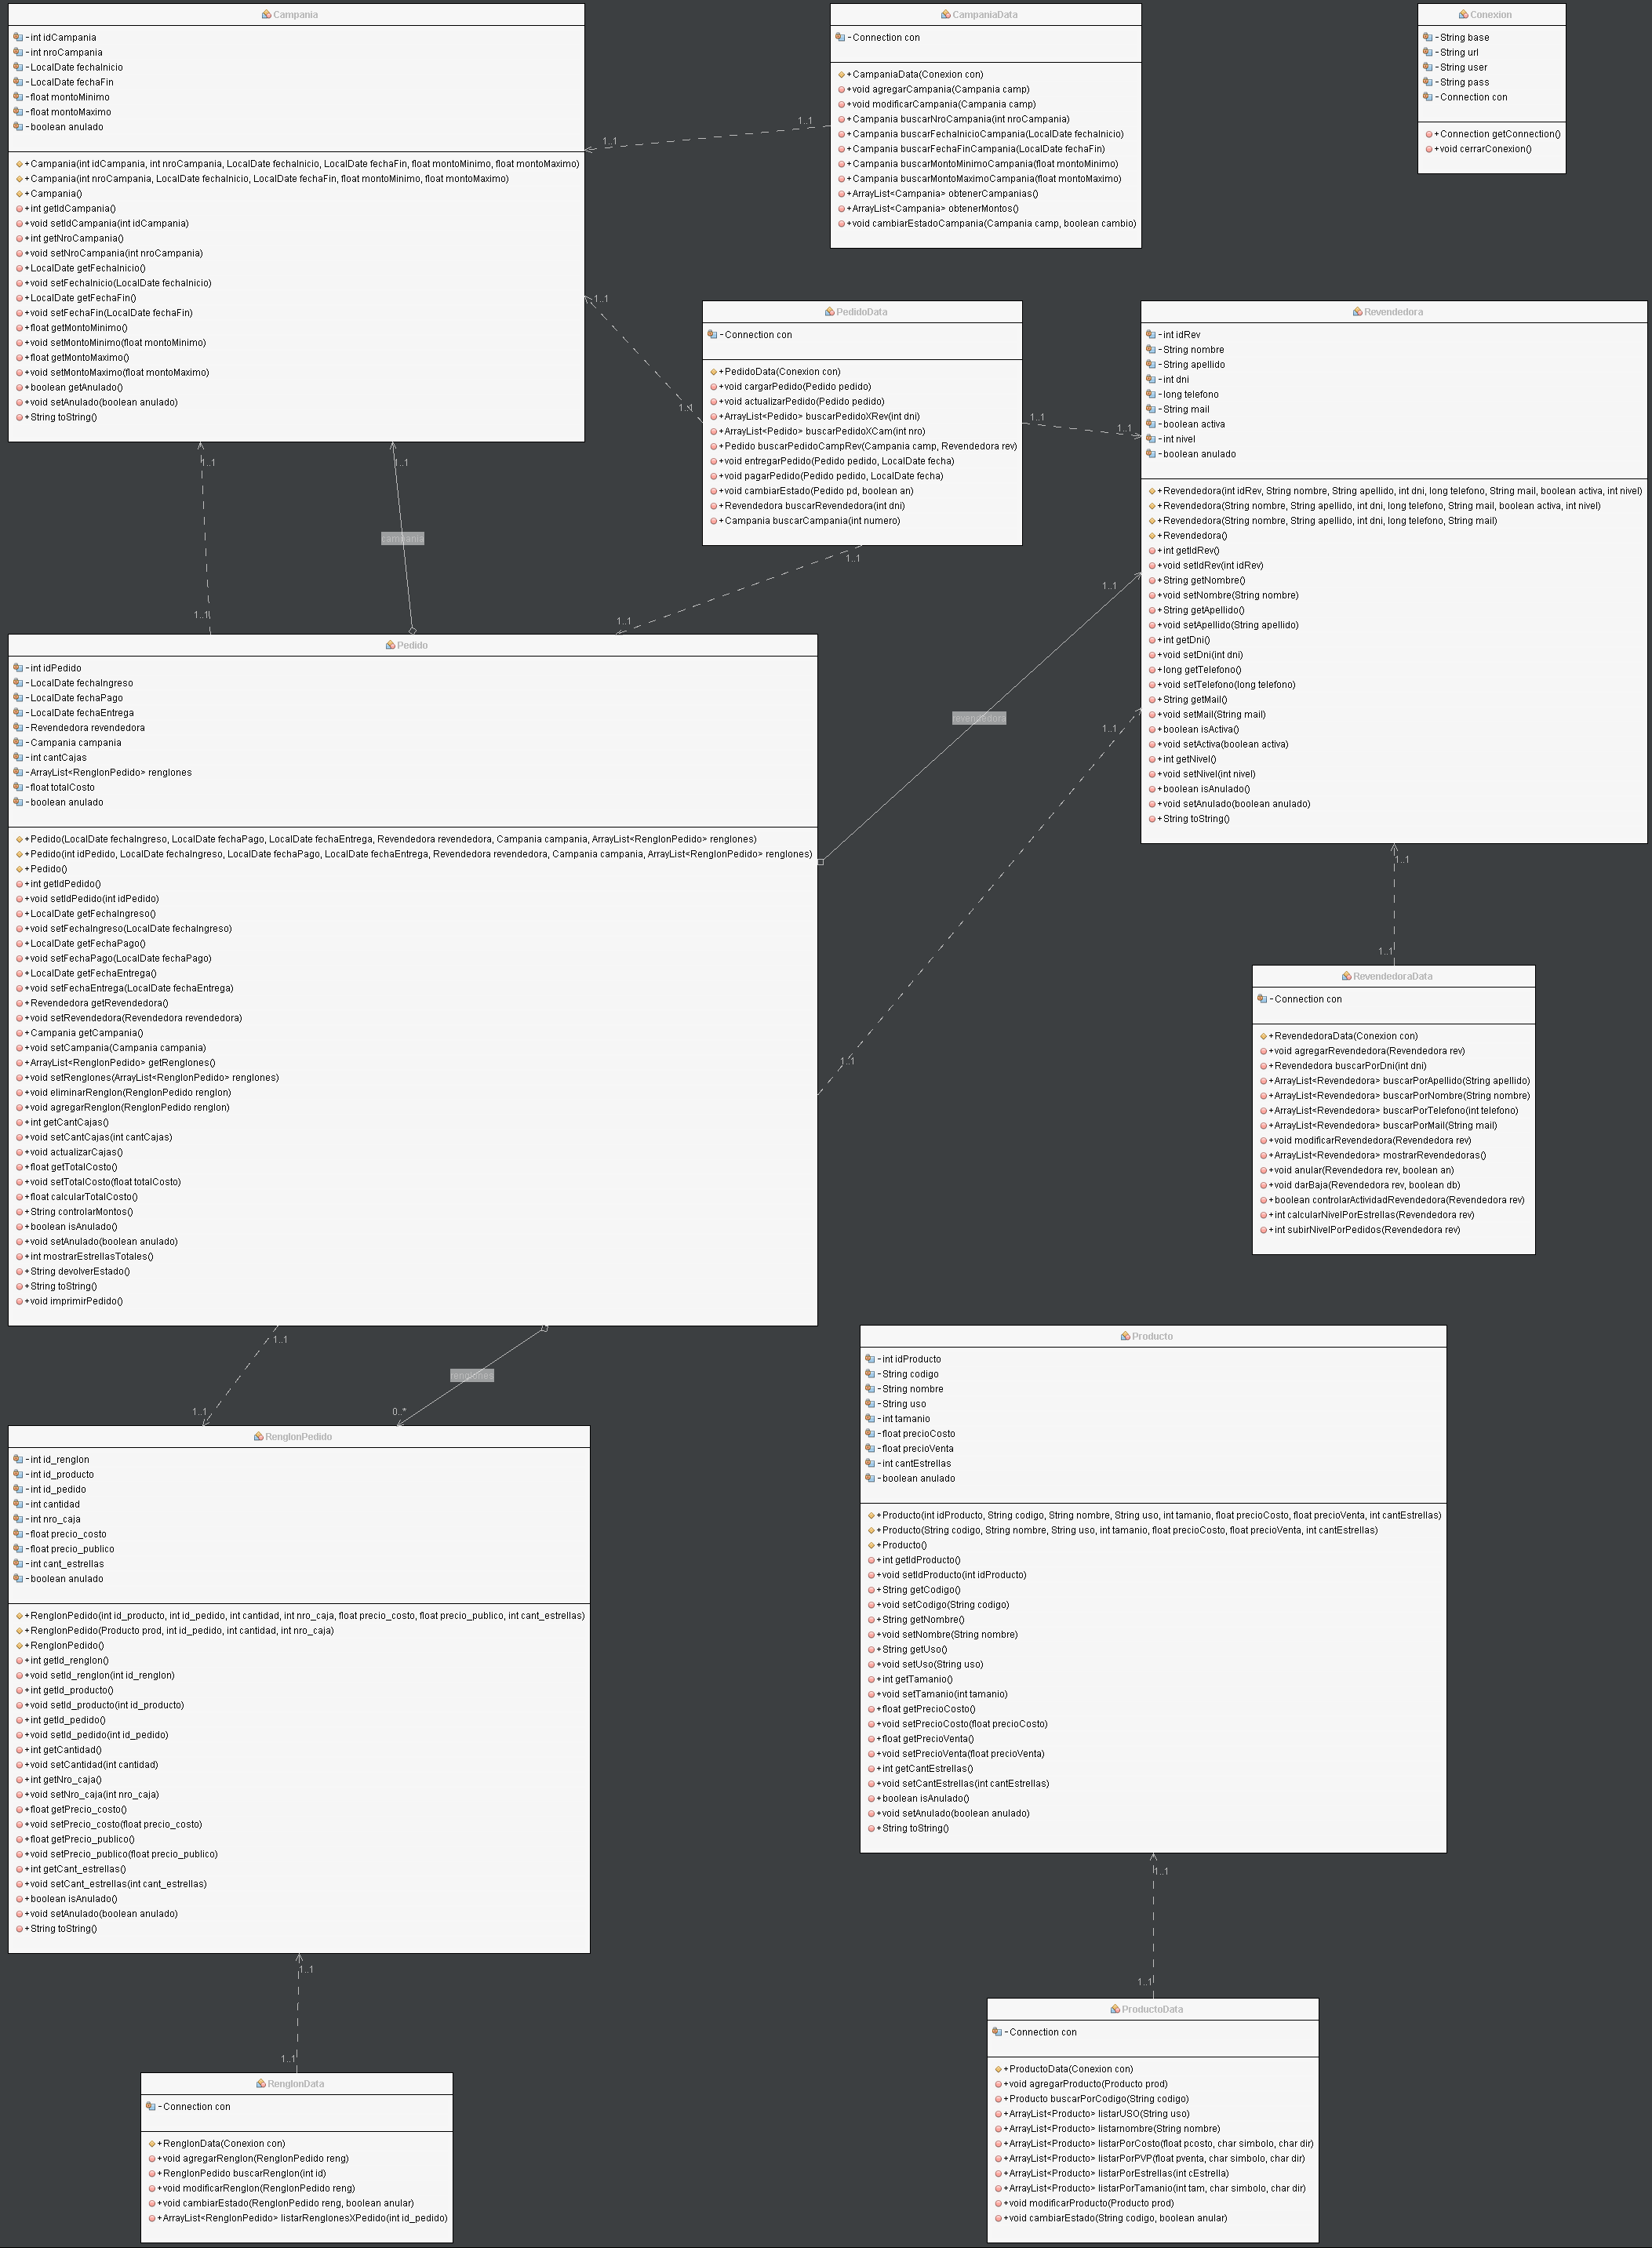 Campania
-int idCampania
-int nroCampania
-LocalDate fechaInicio
-LocalDate fechaFin
-float montoMinimo
-float montoMaximo
-boolean anulado
+Campania(int idCampania, int nroCampania, LocalDate fechaInicio, LocalDate fechaFin, float montoMinimo, float montoMaximo)
+Campania(int nroCampania, LocalDate fechaInicio, LocalDate fechaFin, float montoMinimo, float montoMaximo)
+Campania()
+int getIdCampania()
+void setIdCampania(int idCampania)
+int getNroCampania()
+void setNroCampania(int nroCampania)
+LocalDate getFechaInicio()
+void setFechaInicio(LocalDate fechaInicio)
+LocalDate getFechaFin()
+void setFechaFin(LocalDate fechaFin)
+float getMontoMinimo()
+void setMontoMinimo(float montoMinimo)
+float getMontoMaximo()
+void setMontoMaximo(float montoMaximo)
+boolean getAnulado()
+void setAnulado(boolean anulado)
+String toString()
CampaniaData
-Connection con
+CampaniaData(Conexion con)
+void agregarCampania(Campania camp)
+void modificarCampania(Campania camp)
+Campania buscarNroCampania(int nroCampania)
+Campania buscarFechaInicioCampania(LocalDate fechaInicio)
+Campania buscarFechaFinCampania(LocalDate fechaFin)
+Campania buscarMontoMinimoCampania(float montoMinimo)
+Campania buscarMontoMaximoCampania(float montoMaximo)
+ArrayList<Campania> obtenerCampanias()
+ArrayList<Campania> obtenerMontos()
+void cambiarEstadoCampania(Campania camp, boolean cambio)
Conexion
-String base
-String url
-String user
-String pass
-Connection con
+Connection getConnection()
+void cerrarConexion()
1..1
1..1
1..1
1..1
PedidoData
-Connection con
+PedidoData(Conexion con)
+void cargarPedido(Pedido pedido)
+void actualizarPedido(Pedido pedido)
+ArrayList<Pedido> buscarPedidoXRev(int dni)
+ArrayList<Pedido> buscarPedidoXCam(int nro)
+Pedido buscarPedidoCampRev(Campania camp, Revendedora rev)
+void entregarPedido(Pedido pedido, LocalDate fecha)
+void pagarPedido(Pedido pedido, LocalDate fecha)
+void cambiarEstado(Pedido pd, boolean an)
+Revendedora buscarRevendedora(int dni)
+Campania buscarCampania(int numero)
1..1
1..1
Revendedora
-int idRev
-String nombre
-String apellido
-int dni
-long telefono
-String mail
-boolean activa
-int nivel
-boolean anulado
+Revendedora(int idRev, String nombre, String apellido, int dni, long telefono, String mail, boolean activa, int nivel)
+Revendedora(String nombre, String apellido, int dni, long telefono, String mail, boolean activa, int nivel)
+Revendedora(String nombre, String apellido, int dni, long telefono, String mail)
+Revendedora()
+int getIdRev()
+void setIdRev(int idRev)
+String getNombre()
+void setNombre(String nombre)
+String getApellido()
+void setApellido(String apellido)
+int getDni()
+void setDni(int dni)
+long getTelefono()
+void setTelefono(long telefono)
+String getMail()
+void setMail(String mail)
+boolean isActiva()
+void setActiva(boolean activa)
+int getNivel()
+void setNivel(int nivel)
+boolean isAnulado()
+void setAnulado(boolean anulado)
+String toString()
1..1
1..1
campania
1..1
1..1
1..1
Pedido
-int idPedido
-LocalDate fechaIngreso
-LocalDate fechaPago
-LocalDate fechaEntrega
-Revendedora revendedora
-Campania campania
-int cantCajas
-ArrayList<RenglonPedido> renglones
-float totalCosto
-boolean anulado
+Pedido(LocalDate fechaIngreso, LocalDate fechaPago, LocalDate fechaEntrega, Revendedora revendedora, Campania campania, ArrayList<RenglonPedido> renglones)
+Pedido(int idPedido, LocalDate fechaIngreso, LocalDate fechaPago, LocalDate fechaEntrega, Revendedora revendedora, Campania campania, ArrayList<RenglonPedido> renglones)
+Pedido()
+int getIdPedido()
+void setIdPedido(int idPedido)
+LocalDate getFechaIngreso()
+void setFechaIngreso(LocalDate fechaIngreso)
+LocalDate getFechaPago()
+void setFechaPago(LocalDate fechaPago)
+LocalDate getFechaEntrega()
+void setFechaEntrega(LocalDate fechaEntrega)
+Revendedora getRevendedora()
+void setRevendedora(Revendedora revendedora)
+Campania getCampania()
+void setCampania(Campania campania)
+ArrayList<RenglonPedido> getRenglones()
+void setRenglones(ArrayList<RenglonPedido> renglones)
+void eliminarRenglon(RenglonPedido renglon)
+void agregarRenglon(RenglonPedido renglon)
+int getCantCajas()
+void setCantCajas(int cantCajas)
+void actualizarCajas()
+float getTotalCosto()
+void setTotalCosto(float totalCosto)
+float calcularTotalCosto()
+String controlarMontos()
+boolean isAnulado()
+void setAnulado(boolean anulado)
+int mostrarEstrellasTotales()
+String devolverEstado()
+String toString()
+void imprimirPedido()
1..1
revendedora
1..1
1..1
1..1
1..1
RevendedoraData
-Connection con
+RevendedoraData(Conexion con)
+void agregarRevendedora(Revendedora rev)
+Revendedora buscarPorDni(int dni)
+ArrayList<Revendedora> buscarPorApellido(String apellido)
+ArrayList<Revendedora> buscarPorNombre(String nombre)
+ArrayList<Revendedora> buscarPorTelefono(int telefono)
+ArrayList<Revendedora> buscarPorMail(String mail)
+void modificarRevendedora(Revendedora rev)
+ArrayList<Revendedora> mostrarRevendedoras()
+void anular(Revendedora rev, boolean an)
+void darBaja(Revendedora rev, boolean db)
+boolean controlarActividadRevendedora(Revendedora rev)
+int calcularNivelPorEstrellas(Revendedora rev)
+int subirNivelPorPedidos(Revendedora rev)
1..1
renglones
1..1
0..*
RenglonPedido
-int id_renglon
-int id_producto
-int id_pedido
-int cantidad
-int nro_caja
-float precio_costo
-float precio_publico
-int cant_estrellas
-boolean anulado
+RenglonPedido(int id_producto, int id_pedido, int cantidad, int nro_caja, float precio_costo, float precio_publico, int cant_estrellas)
+RenglonPedido(Producto prod, int id_pedido, int cantidad, int nro_caja)
+RenglonPedido()
+int getId_renglon()
+void setId_renglon(int id_renglon)
+int getId_producto()
+void setId_producto(int id_producto)
+int getId_pedido()
+void setId_pedido(int id_pedido)
+int getCantidad()
+void setCantidad(int cantidad)
+int getNro_caja()
+void setNro_caja(int nro_caja)
+float getPrecio_costo()
+void setPrecio_costo(float precio_costo)
+float getPrecio_publico()
+void setPrecio_publico(float precio_publico)
+int getCant_estrellas()
+void setCant_estrellas(int cant_estrellas)
+boolean isAnulado()
+void setAnulado(boolean anulado)
+String toString()
Producto
-int idProducto
-String codigo
-String nombre
-String uso
-int tamanio
-float precioCosto
-float precioVenta
-int cantEstrellas
-boolean anulado
+Producto(int idProducto, String codigo, String nombre, String uso, int tamanio, float precioCosto, float precioVenta, int cantEstrellas)
+Producto(String codigo, String nombre, String uso, int tamanio, float precioCosto, float precioVenta, int cantEstrellas)
+Producto()
+int getIdProducto()
+void setIdProducto(int idProducto)
+String getCodigo()
+void setCodigo(String codigo)
+String getNombre()
+void setNombre(String nombre)
+String getUso()
+void setUso(String uso)
+int getTamanio()
+void setTamanio(int tamanio)
+float getPrecioCosto()
+void setPrecioCosto(float precioCosto)
+float getPrecioVenta()
+void setPrecioVenta(float precioVenta)
+int getCantEstrellas()
+void setCantEstrellas(int cantEstrellas)
+boolean isAnulado()
+void setAnulado(boolean anulado)
+String toString()
1..1
1..1
1..1
1..1
RenglonData
-Connection con
+RenglonData(Conexion con)
+void agregarRenglon(RenglonPedido reng)
+RenglonPedido buscarRenglon(int id)
+void modificarRenglon(RenglonPedido reng)
+void cambiarEstado(RenglonPedido reng, boolean anular)
+ArrayList<RenglonPedido> listarRenglonesXPedido(int id_pedido)
ProductoData
-Connection con
+ProductoData(Conexion con)
+void agregarProducto(Producto prod)
+Producto buscarPorCodigo(String codigo)
+ArrayList<Producto> listarUSO(String uso)
+ArrayList<Producto> listarnombre(String nombre)
+ArrayList<Producto> listarPorCosto(float pcosto, char simbolo, char dir)
+ArrayList<Producto> listarPorPVP(float pventa, char simbolo, char dir)
+ArrayList<Producto> listarPorEstrellas(int cEstrella)
+ArrayList<Producto> listarPorTamanio(int tam, char simbolo, char dir)
+void modificarProducto(Producto prod)
+void cambiarEstado(String codigo, boolean anular)